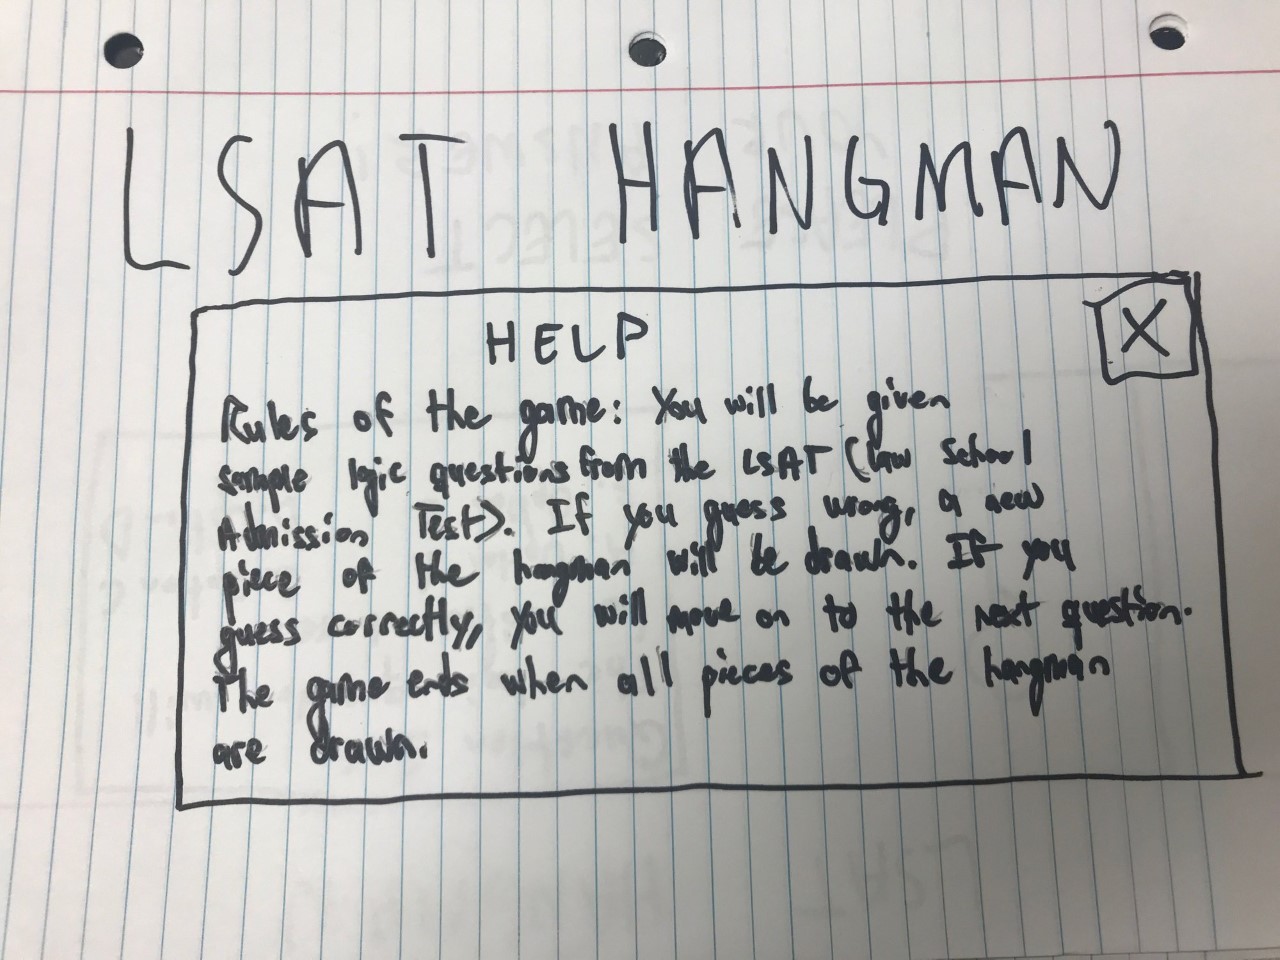 LSAT HANGMAN
HELP
X
Rules of the game: You will be given
sample logic questions from the LSAT (Law School
Admission Test). If you guess wrong, a new
piece of the hangman will be drawn. If you
guess correctly, you will move on to the next question.
The game ends when all pieces of the hangman
are drawn.